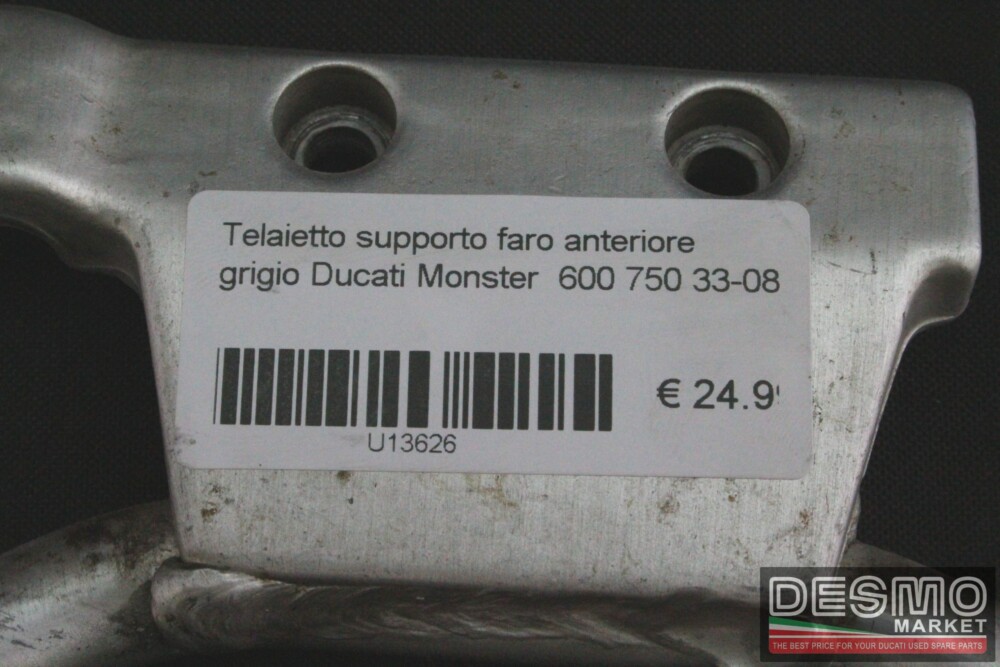 Telaietto supporto faro anteriore
grigio Ducati Monster 600 750 33-08
€ 24.9
U13626
DESMO
MARKET
THE BEST PRICE FOR YOUR DUCATI USED SPARE PARTS